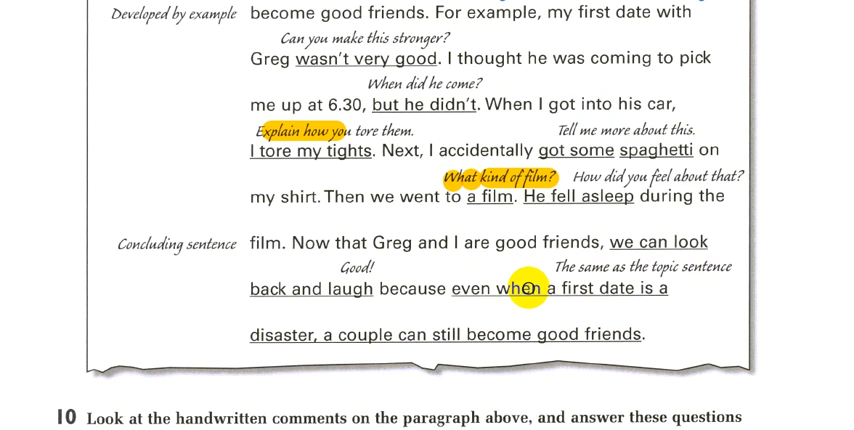 Developed by example become good friends. For example, my first date with
Can you make this stronger?
Greg wasn't very good. I thought he was coming to pick
When did he come?
me up at 6.30, but he didn't. When I got into his car,
Explain how you tore them. Tell me more about this.
I tore my tights. Next, I accidentally got some spaghetti on
What kind of film? How did you feel about that?
my shirt. Then we went to a film. He fell asleep during the
Concluding sentence film. Now that Greg and I are good friends, we can look
Good! The same as the topic sentence
back and laugh because even when a first date is a
disaster, a couple can still become good friends.
10 Look at the handwritten comments on the paragraph above, and answer these questions